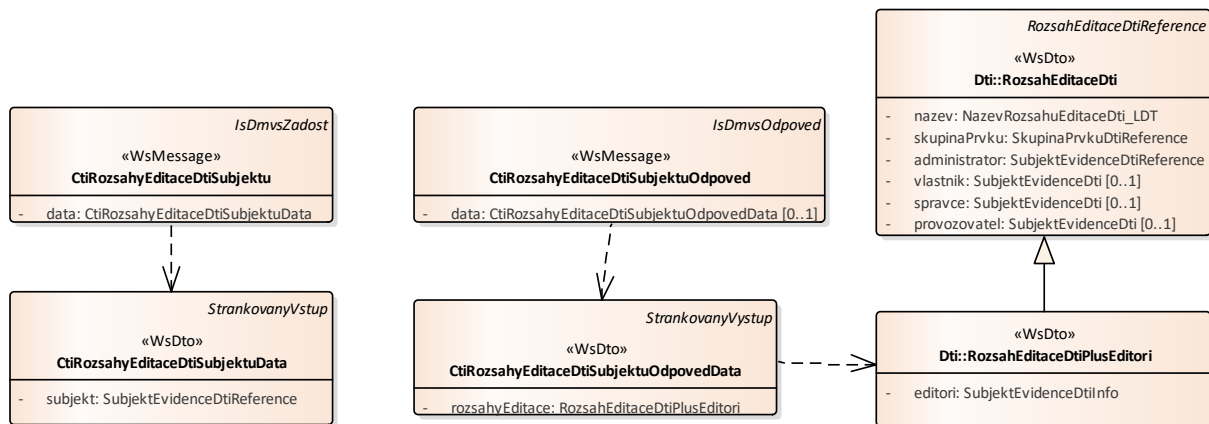 IsDmvsZadost
«WsMessage»
CtiRozsahyEditaceDtiSubjektu
- data: CtiRozsahyEditaceDtiSubjektuData
StrankovanyVstup
«WsDto»
CtiRozsahyEditaceDtiSubjektuData
- subjekt: SubjektEvidenceDtiReference
IsDmvsOdpoved
«WsMessage»
CtiRozsahyEditaceDtiSubjektuOdpoved
- data: CtiRozsahyEditaceDtiSubjektuOdpovedData [0..1]
StrankovanyVystup
«WsDto»
CtiRozsahyEditaceDtiSubjektuOdpovedData
- rozsahyEditace: RozsahEditaceDtiPlusEditori
RozsahEditaceDtiReference
«WsDto»
Dti::RozsahEditaceDti
- nazev: NazevRozsahuEditaceDti_LDT
- skupinaPrvku: SkupinaPrvkuDtiReference
- administrator: SubjektEvidenceDtiReference
- vlastnik: SubjektEvidenceDti [0..1]
- spravce: SubjektEvidenceDti [0..1]
- provozovatel: SubjektEvidenceDti [0..1]
«WsDto»
Dti::RozsahEditaceDtiPlusEditori
- editori: SubjektEvidenceDtiInfo